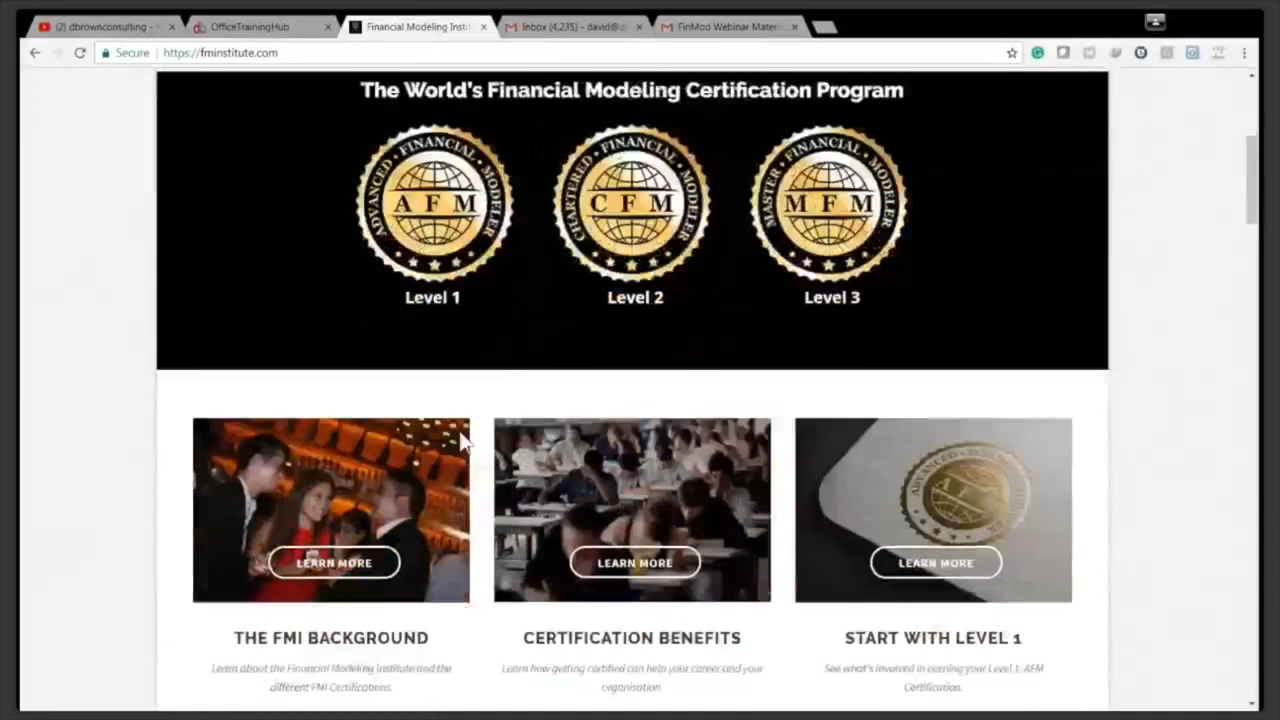 (2) dbrownconsulting -
OfficeTrainingHub
Financial Modeling Insti
Inbox (4,235) - david@
FinMod Webinar Materi
Secure
https://fminstitute.com
The World's Financial Modeling Certification Program
ADVANCED • FINANCIAL • MODELER
AFM
CHARTERED • FINANCIAL • MODELER
CFM
MASTER • FINANCIAL • MODELER
MFM
Level 1
Level 2
Level 3
LEARN MORE
LEARN MORE
LEARN MORE
THE FMI BACKGROUND
CERTIFICATION BENEFITS
START WITH LEVEL 1
Learn about the Financial Modeling Institute and the
different FMI Certifications.
Learn how getting certified can help your career and your
organisation
See what's involved in earning your Level 1: AFM
Certification.